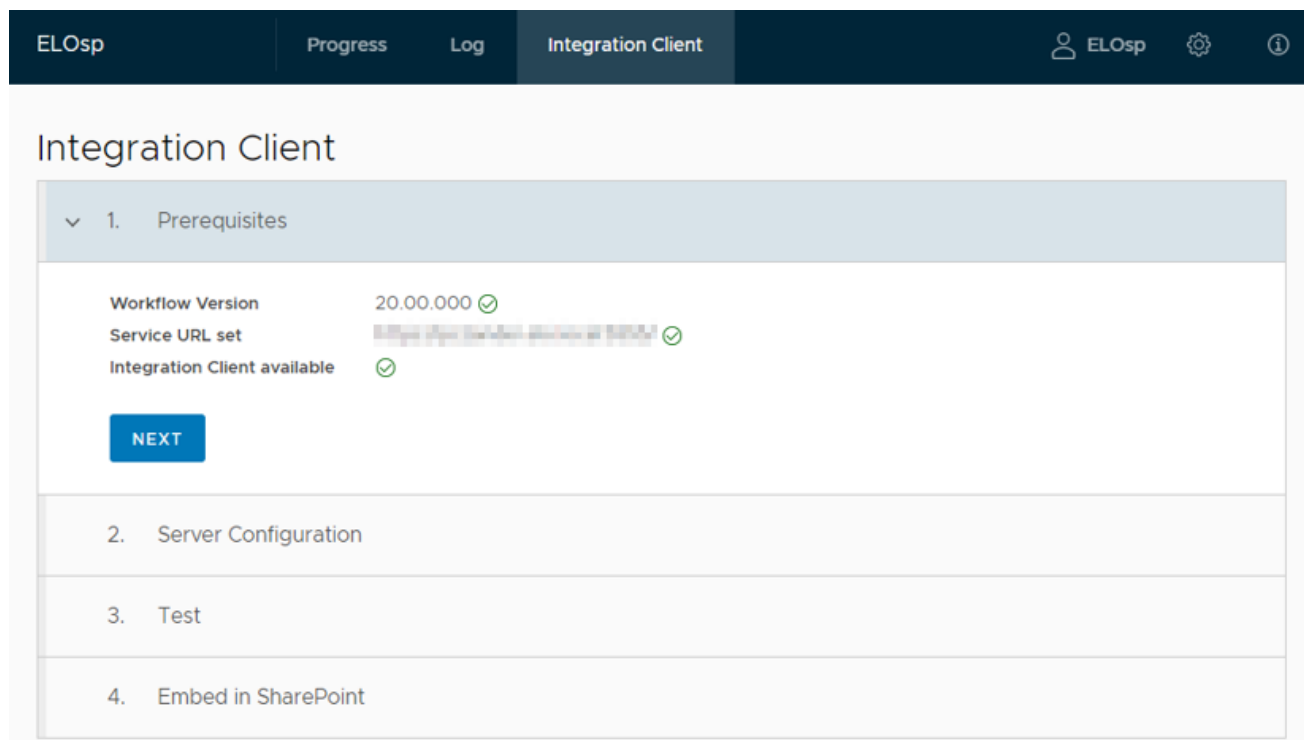 ELOsp Progress Log Integration Client ELOsp
Integration Client
1. Prerequisites
Workflow Version 20.00.000
Service URL set
Integration Client available
NEXT
2. Server Configuration
3. Test
4. Embed in SharePoint